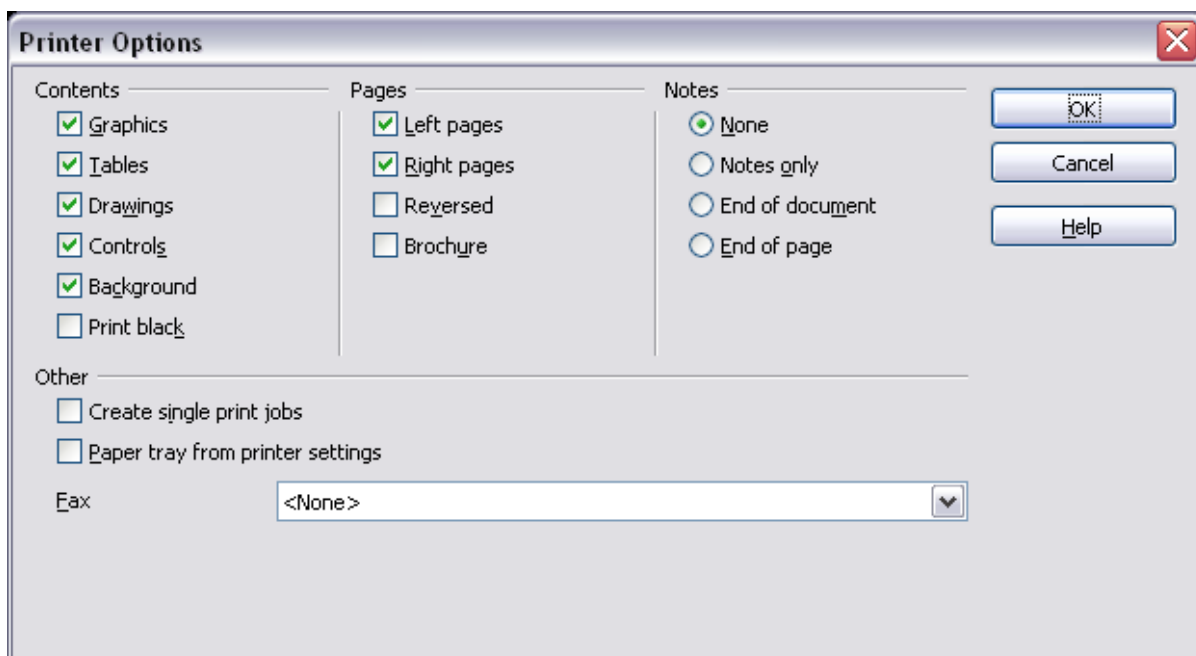 Printer Options
Contents
Graphics
Tables
Drawings
Controls
Background
Print black
Pages
Left pages
Right pages
Reversed
Brochure
Notes
None
Notes only
End of document
End of page
OK
Cancel
Help
Other
Create single print jobs
Paper tray from printer settings
Fax
<None>